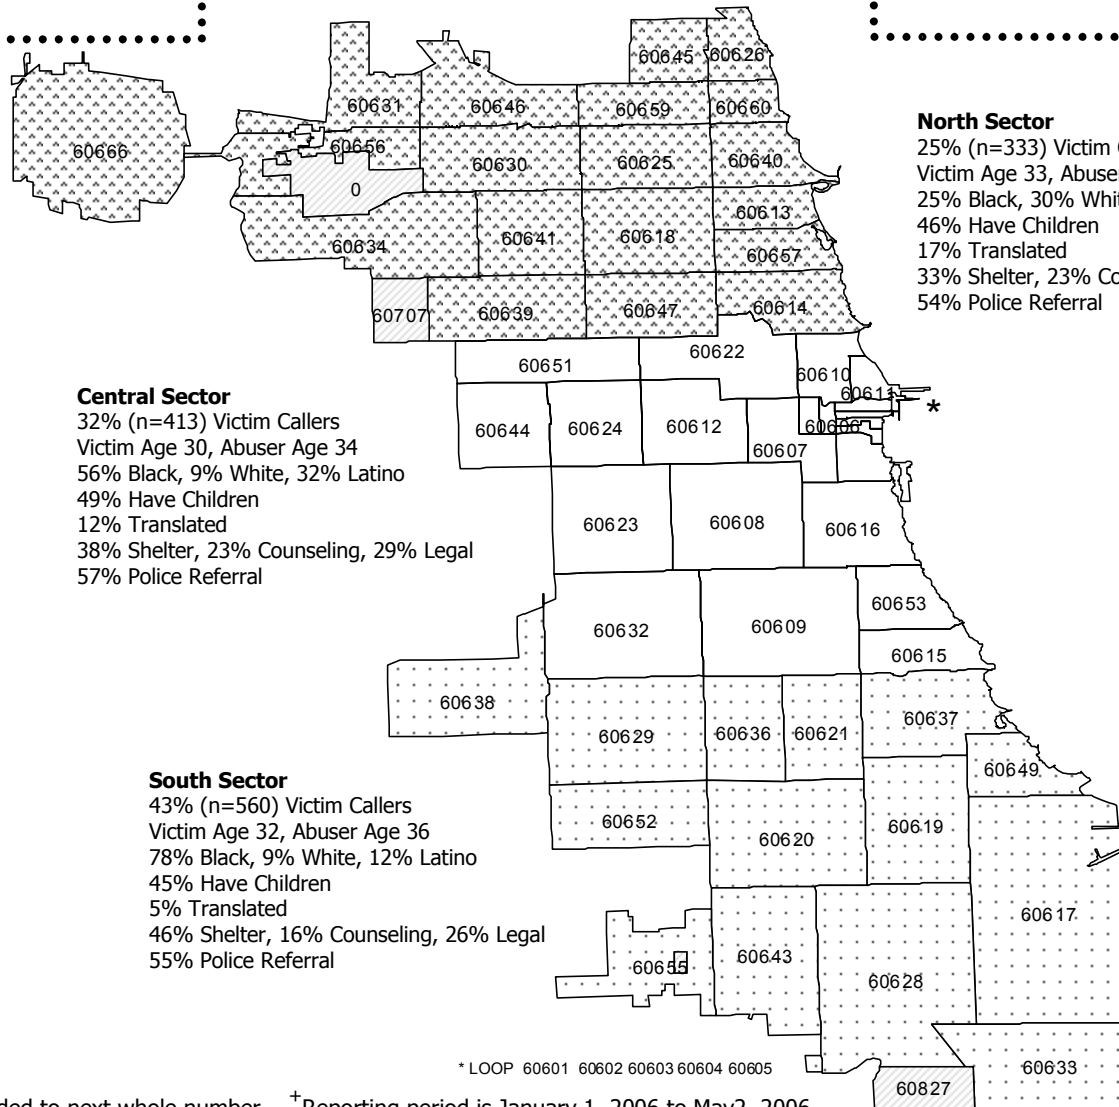 60645 60626
60631 60646 60659 60660
60666 60656 60630 60625 60640
0
60634 60641 60618 60613
60657
60707 60639 60647 60614
North Sector
25% (n=333) Victim
Victim Age 33, Abuser
25% Black, 30%
46% Have Children
17% Translated
33% Shelter, 23%
54% Police Referral
60651 60622 60610 60611
60644 60624 60612 60607 60606
*
Central Sector
32% (n=413) Victim Callers
Victim Age 30, Abuser Age 34
56% Black, 9% White, 32% Latino
49% Have Children
12% Translated
38% Shelter, 23% Counseling, 29% Legal
57% Police Referral
60623 60608 60616
60632 60609 60653
60615
60638 60629 60636 60621 60637
60649
60652 60620 60619
60617
South Sector
43% (n=560) Victim Callers
Victim Age 32, Abuser Age 36
78% Black, 9% White, 12% Latino
45% Have Children
5% Translated
46% Shelter, 16% Counseling, 26% Legal
55% Police Referral
60655 60643 60628
60633
60827
* LOOP 60601 60602 60603 60604 60605
to next whole number +Reporting period is January 1, 2006 to May2, 2006